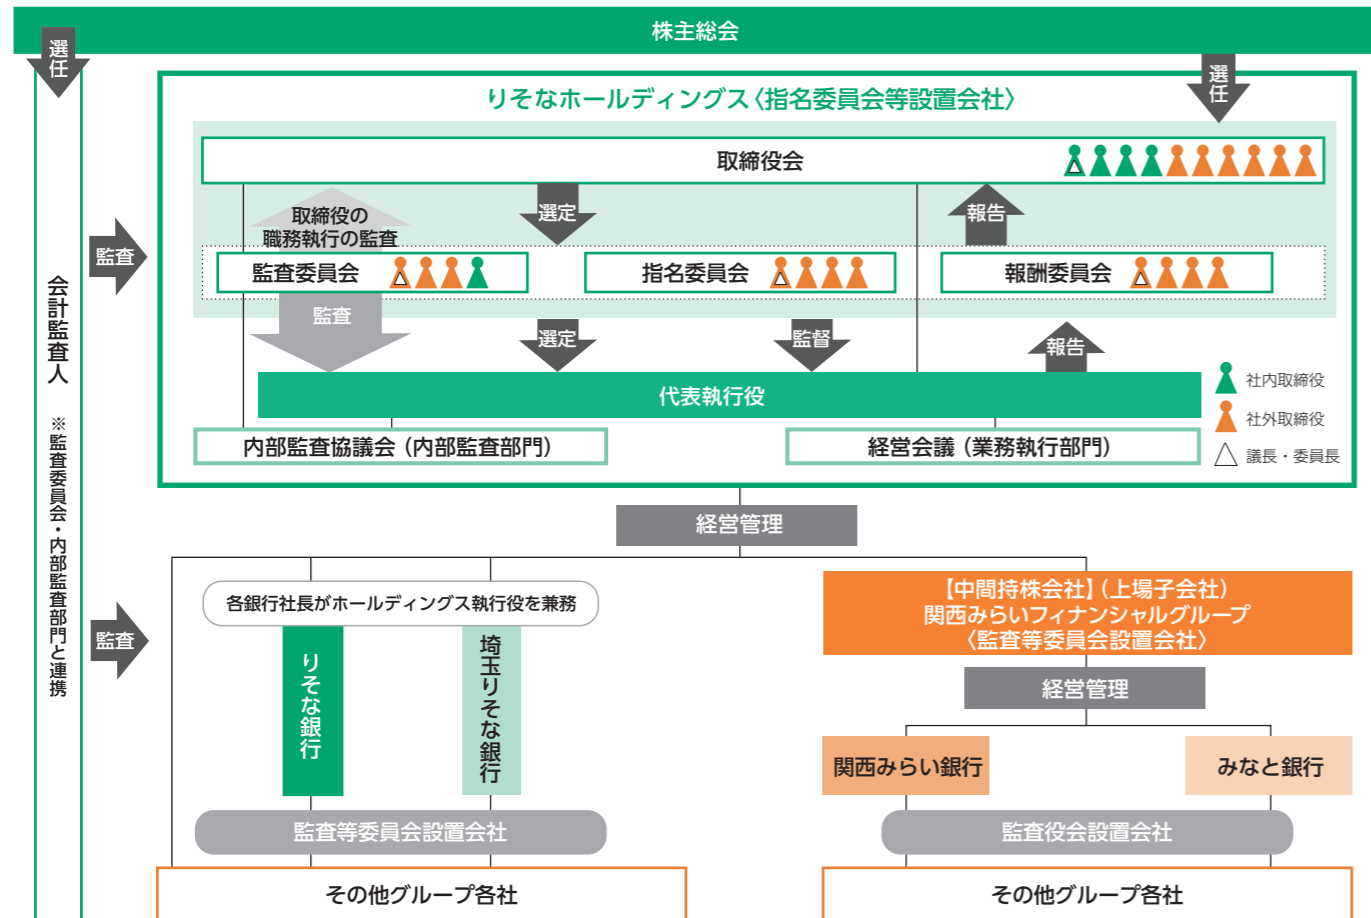 株主総会
選任
選任
りそなホールディングス〈指名委員会等設置会社〉
取締役会
取締役の
職務執行の監査
選定
報告
監査
監査委員会
指名委員会
報酬委員会
監査
選定
監督
報告
代表執行役
社内取締役
社外取締役
議長・委員長
内部監査協議会（内部監査部門）
経営会議（業務執行部門）
会計監査人
※監査委員会・内部監査部門と連携
経営管理
監査
各銀行社長がホールディングス執行役を兼務
りそな銀行
埼玉りそな銀行
監査等委員会設置会社
その他グループ各社
【中間持株会社】（上場子会社）
関西みらいフィナンシャルグループ
〈監査等委員会設置会社〉
経営管理
関西みらい銀行
みなと銀行
監査役会設置会社
その他グループ各社